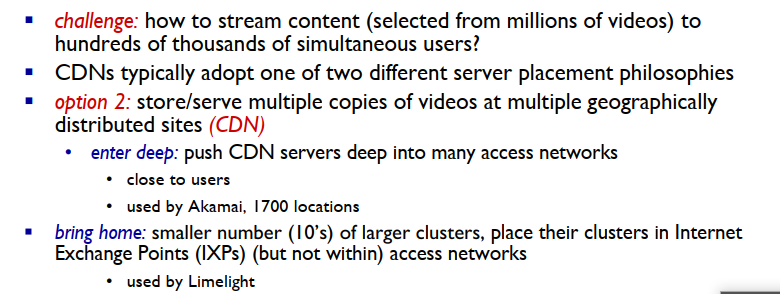 challenge: how to stream content (selected from millions of videos) to
hundreds of thousands of simultaneous users?
CDNs typically adopt one of two different server placement philosophies
option 2: store/serve multiple copies of videos at multiple geographically
distributed sites (CDN)
enter deep: push CDN servers deep into many access networks
close to users
used by Akamai, 1700 locations
bring home: smaller number (10's) of larger clusters, place their clusters in Internet
Exchange Points (IXPs) (but not within) access networks
used by Limelight